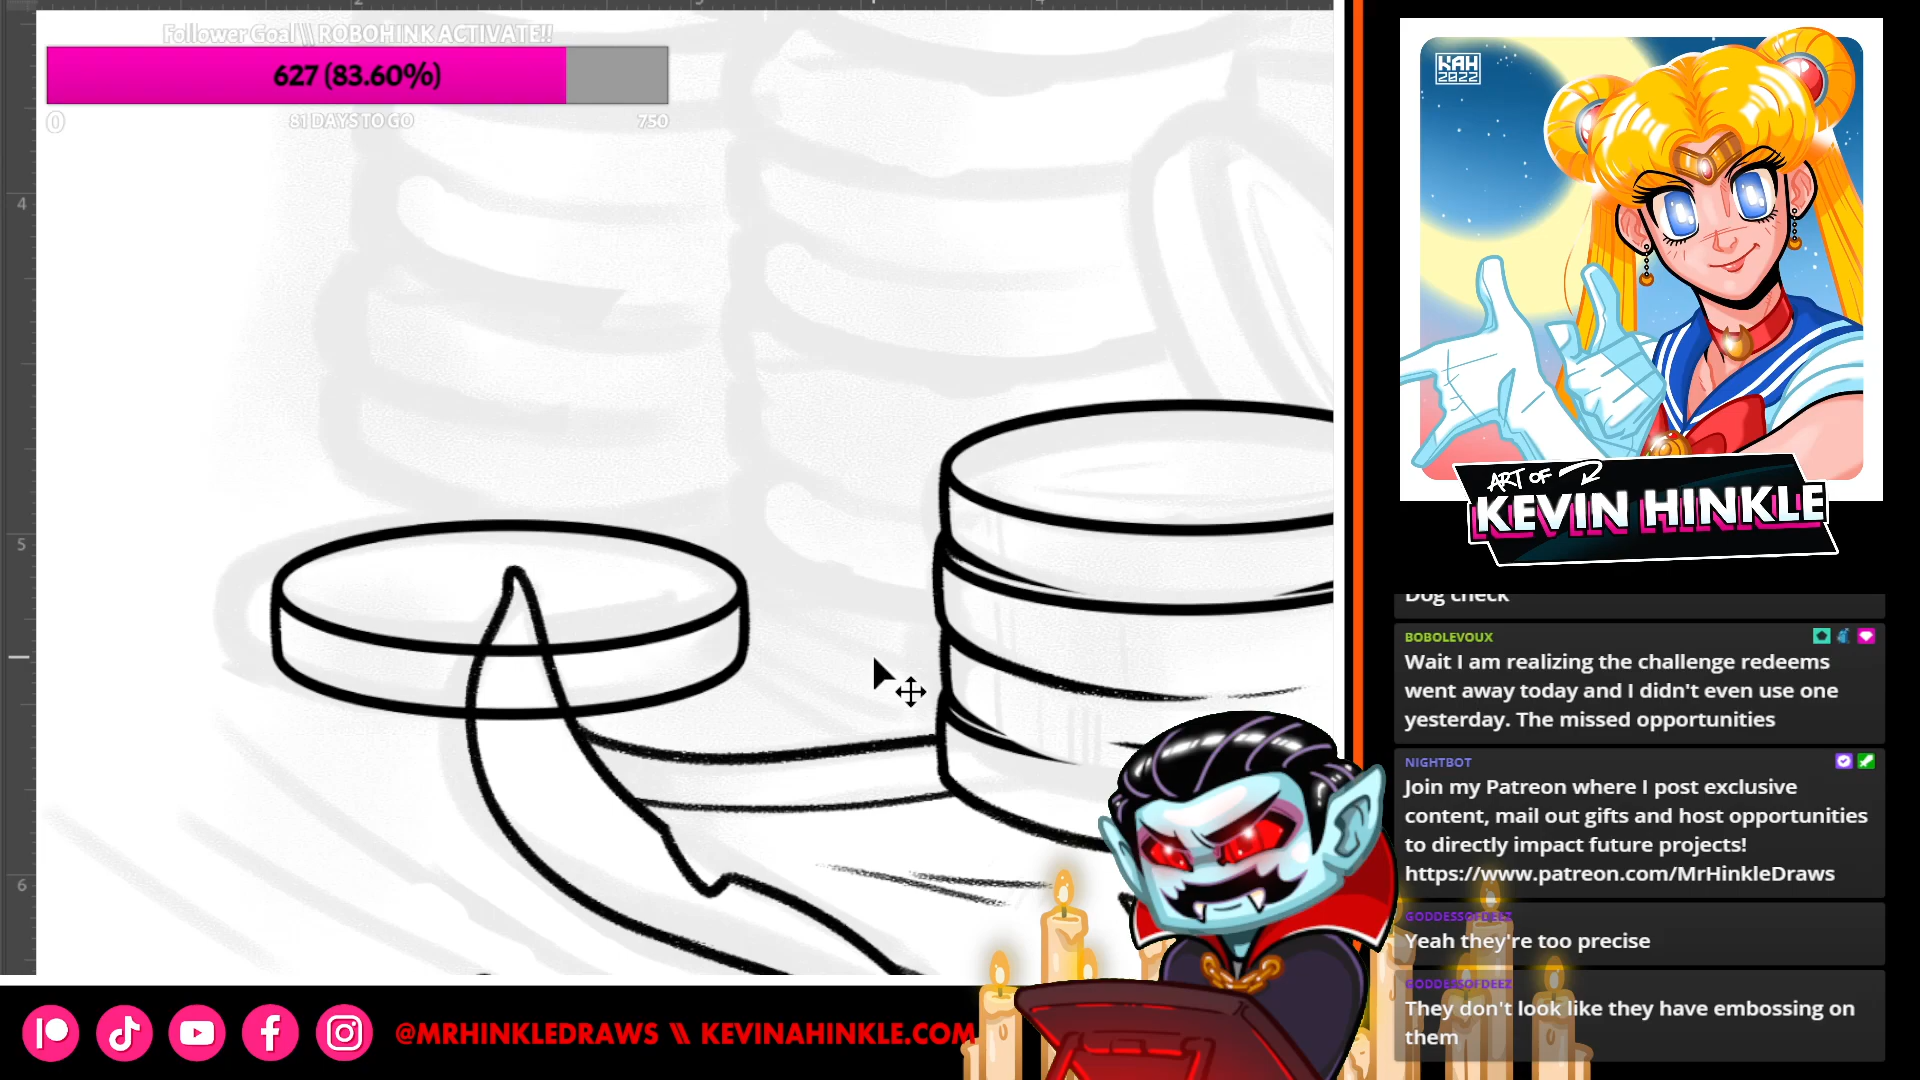 Follower Goal \\ ROBOHINK ACTIVATE!!
627 (83.60%)
0
81 DAYS TO GO
750
4
5
6
KAH
2022
ART OF
KEVIN HINKLE
Dog check
BOBOLEVOUX
Wait I am realizing the challenge redeems
went away today and I didn't even use one
yesterday. The missed opportunities
NIGHTBOT
Join my Patreon where I post exclusive
content, mail out gifts and host opportunities
to directly impact future projects!
https://www.patreon.com/MrHinkleDraws
GODDESSOFDEEZ
Yeah they're too precise
GODDESSOFDEEZ
They don't look like they have embossing on
them
@MRHINKLEDRAWS \\ KEVINAHINKLE.COM